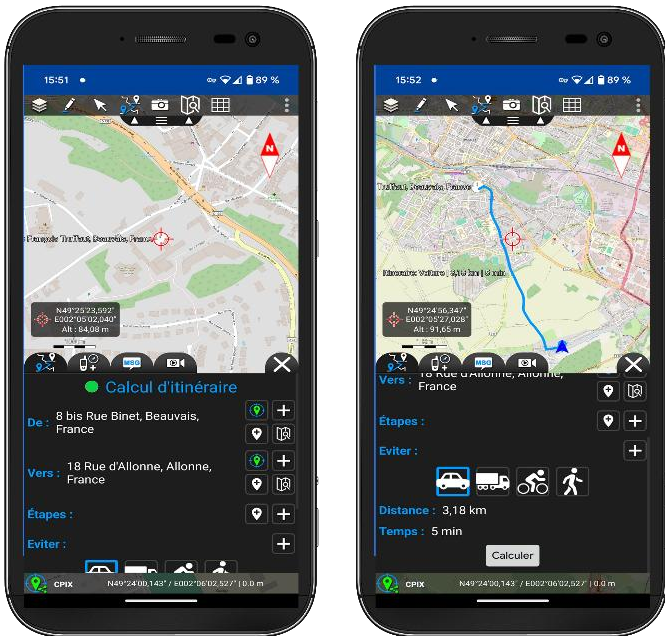 15:51
89 %
N
François Truffaut, Beauvais, France
N49°25'23,592"
E002°05'02,040"
Alt : 84,08 m
MBG
Calcul d'itinéraire
De :
8 bis Rue Binet, Beauvais,
France
Vers :
18 Rue d'Allonne, Allonne,
France
Étapes :
Eviter :
CPIX
N49°24'00,143" / E002°06'02,527" | 0.0 m
15:52
89 %
N
Truffaut, Beauvais, France
Itinéraire: Voiture | 3,18 km | 5 min
N49°24'56,347"
E002°05'27,028"
Alt : 91,65 m
MBG
Vers :
18 Rue d'Allonne, Allonne,
France
Étapes :
Eviter :
Distance : 3,18 km
Temps : 5 min
Calculer
CPIX
N49°24'00,143" / E002°06'02,527" | 0.0 m